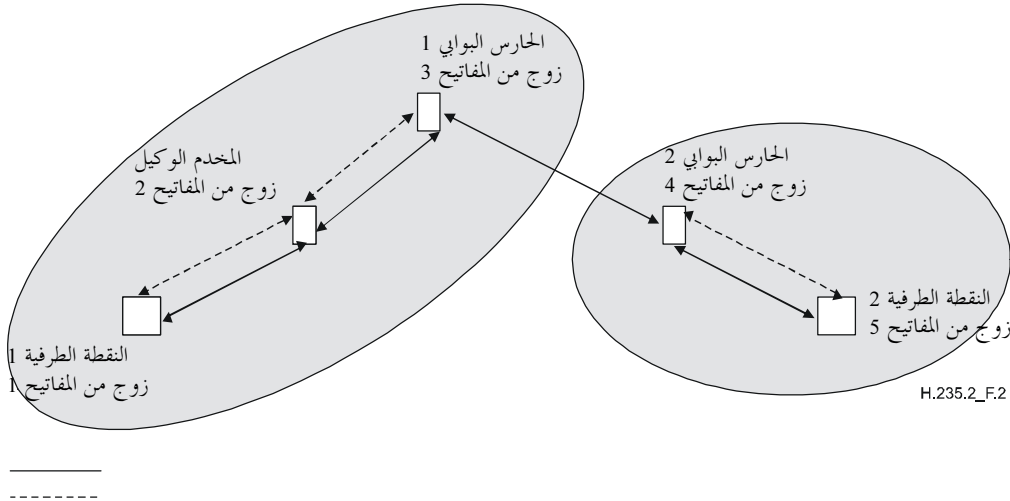 الحارس البوابي 1
زوج من المفاتيح 3
المخدم الوكيل
زوج من المفاتيح 2
النقطة الطرفية 1
زوج من المفاتيح 1
الحارس البوابي 2
زوج من المفاتيح 4
النقطة الطرفية 2
زوج من المفاتيح 5
H.235.2_F.2